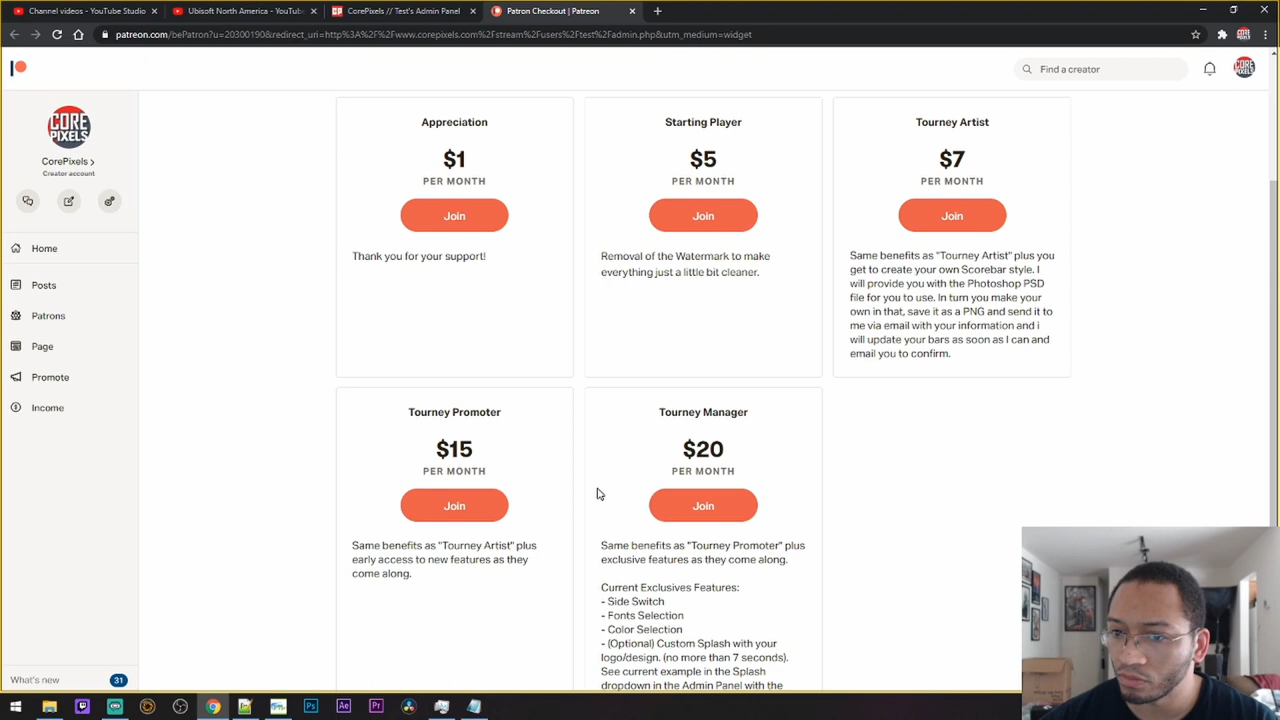 Channel videos - YouTube Studio
Ubisoft North America - YouTube
CorePixels // Test's Admin Panel
Patron Checkout | Patreon
patreon.com/bePatron?u=20300190&redirect_uri=http%3A%2F%2Fwww.corepixels.com%2Fstream%2Fusers%2Ftest%2Fadmin.php&utm_medium=widget
Find a creator
CORE
PIXELS
CorePixels >
Creator account
Home
Posts
Patrons
Page
Promote
Income
What's new
31
Appreciation
$1
PER MONTH
Join
Thank you for your support!
Starting Player
$5
PER MONTH
Join
Removal of the Watermark to make
everything just a little bit cleaner.
Tourney Artist
$7
PER MONTH
Join
Same benefits as "Tourney Artist" plus you
get to create your own Scorebar style. I
will provide you with the Photoshop PSD
file for you to use. In turn you make your
own in that, save it as a PNG and send it to
me via email with your information and i
will update your bars as soon as I can and
email you to confirm.
Tourney Promoter
$15
PER MONTH
Join
Same benefits as "Tourney Artist" plus
early access to new features as they
come along.
Tourney Manager
$20
PER MONTH
Join
Same benefits as "Tourney Promoter" plus
exclusive features as they come along.
Current Exclusives Features:
- Side Switch
- Fonts Selection
- Color Selection
- (Optional) Custom Splash with your
logo/design. (no more than 7 seconds).
See current example in the Splash
dropdown in the Admin Panel with the
Ps
Ae
Pr